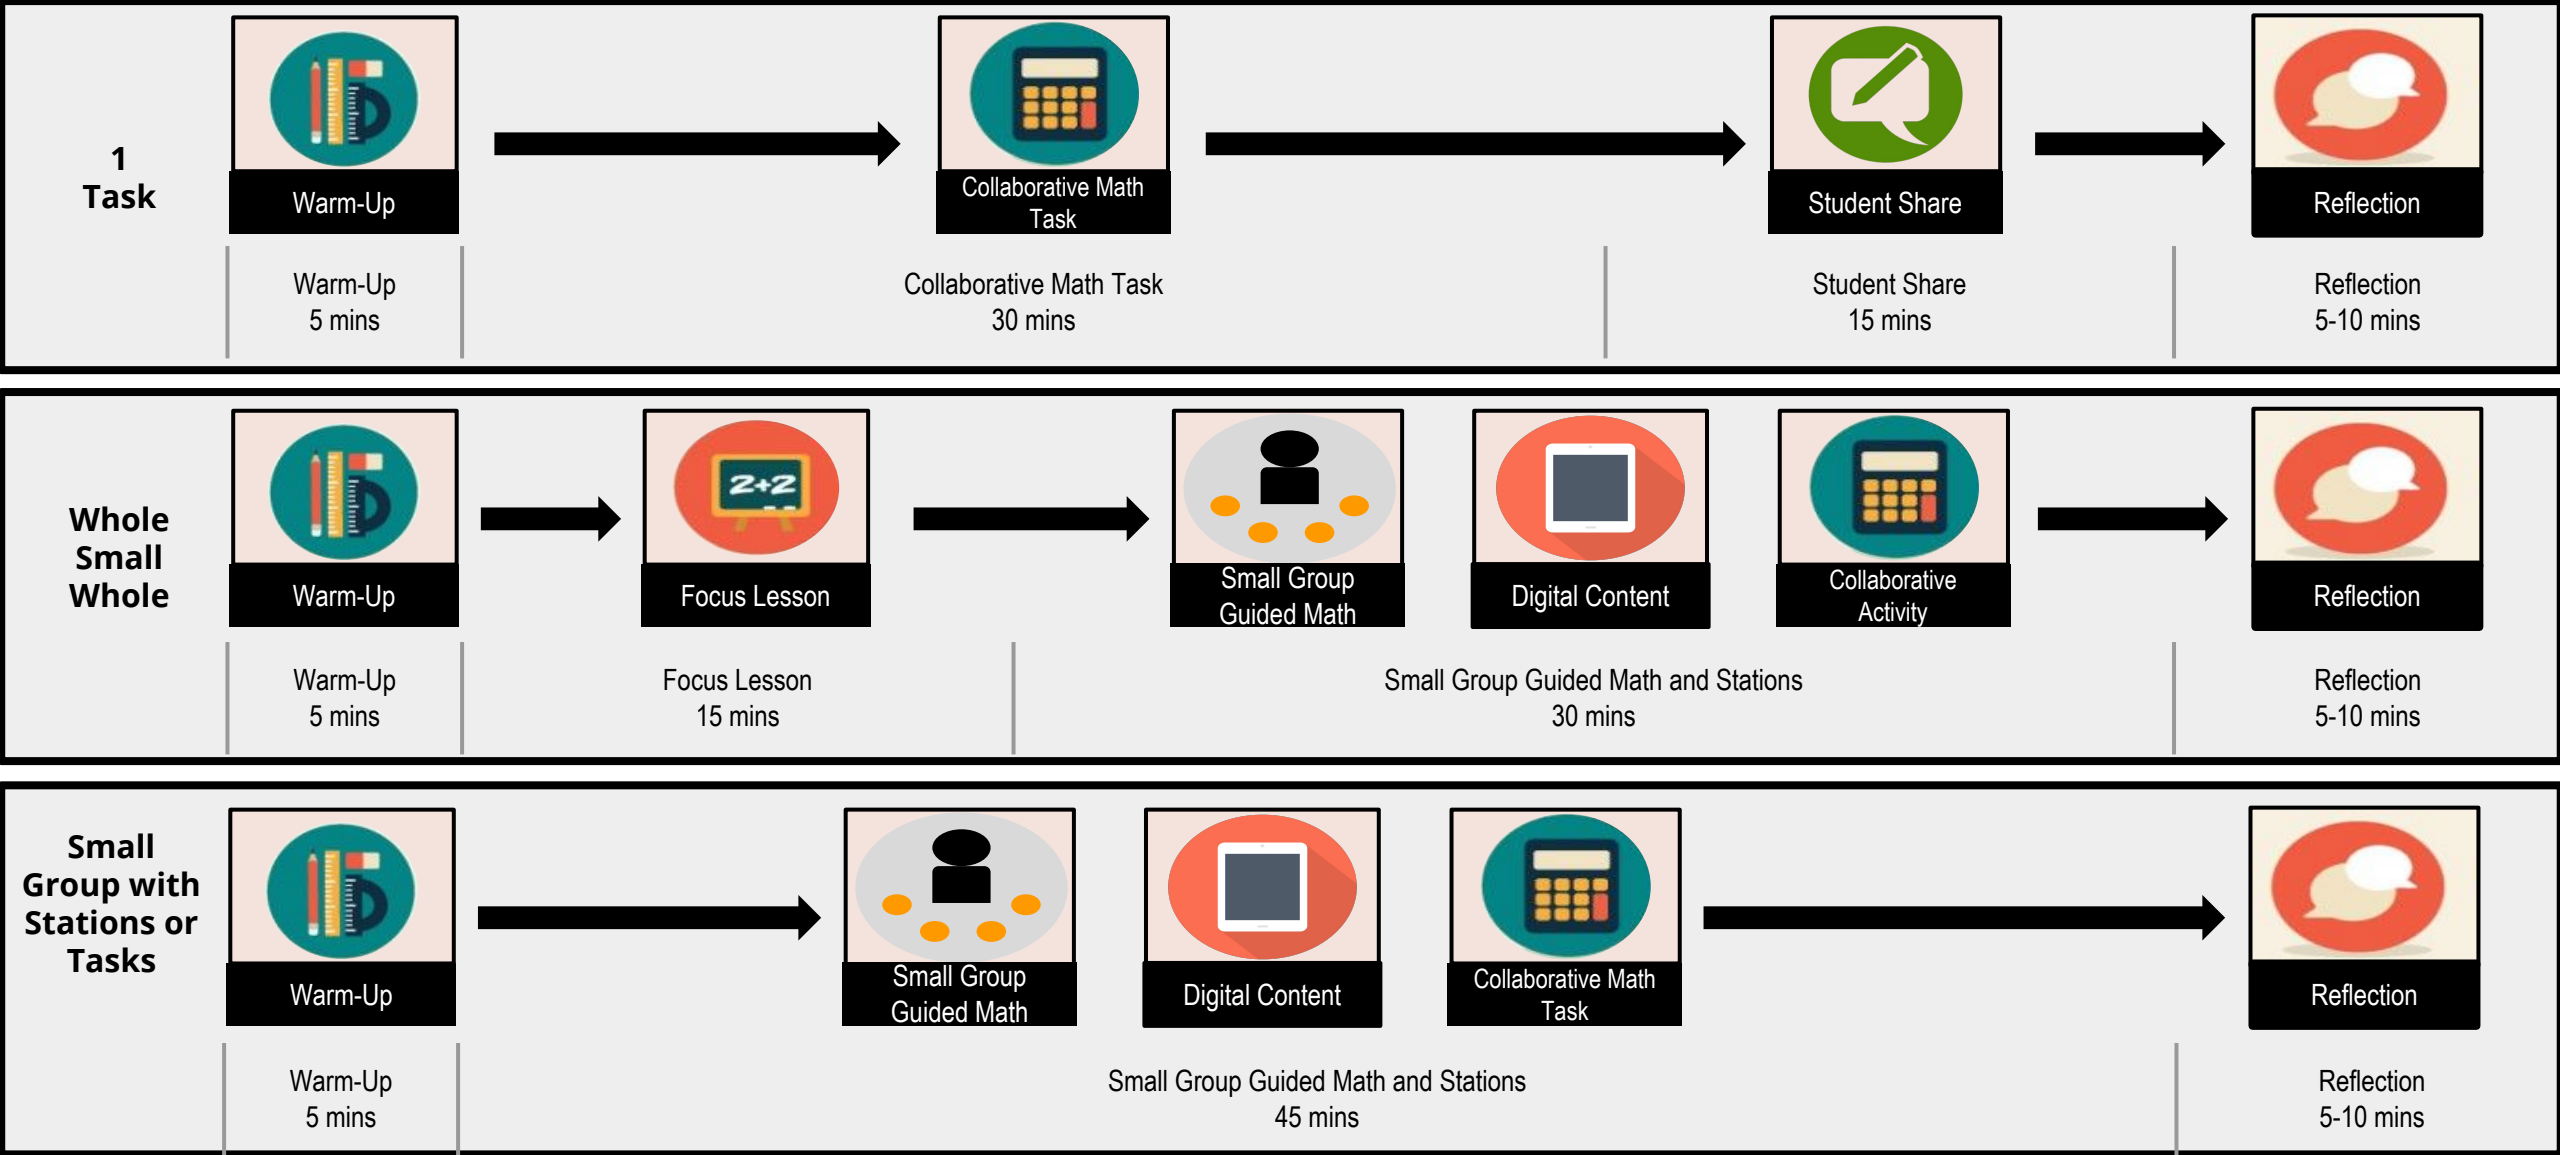 1
Task
Warm-Up
Collaborative Math
Task
Student Share
Reflection
Warm-Up
5 mins
Collaborative Math Task
30 mins
Student Share
15 mins
Reflection
5-10 mins
Whole
Small
Whole
Warm-Up
2+2
Focus Lesson
Small Group
Guided Math
Digital Content
Collaborative
Activity
Reflection
Warm-Up
5 mins
Focus Lesson
15 mins
Small Group Guided Math and Stations
30 mins
Reflection
5-10 mins
Small
Group with
Stations or
Tasks
Warm-Up
Small Group
Guided Math
Digital Content
Collaborative Math
Task
Reflection
Warm-Up
5 mins
Small Group Guided Math and Stations
45 mins
Reflection
5-10 mins